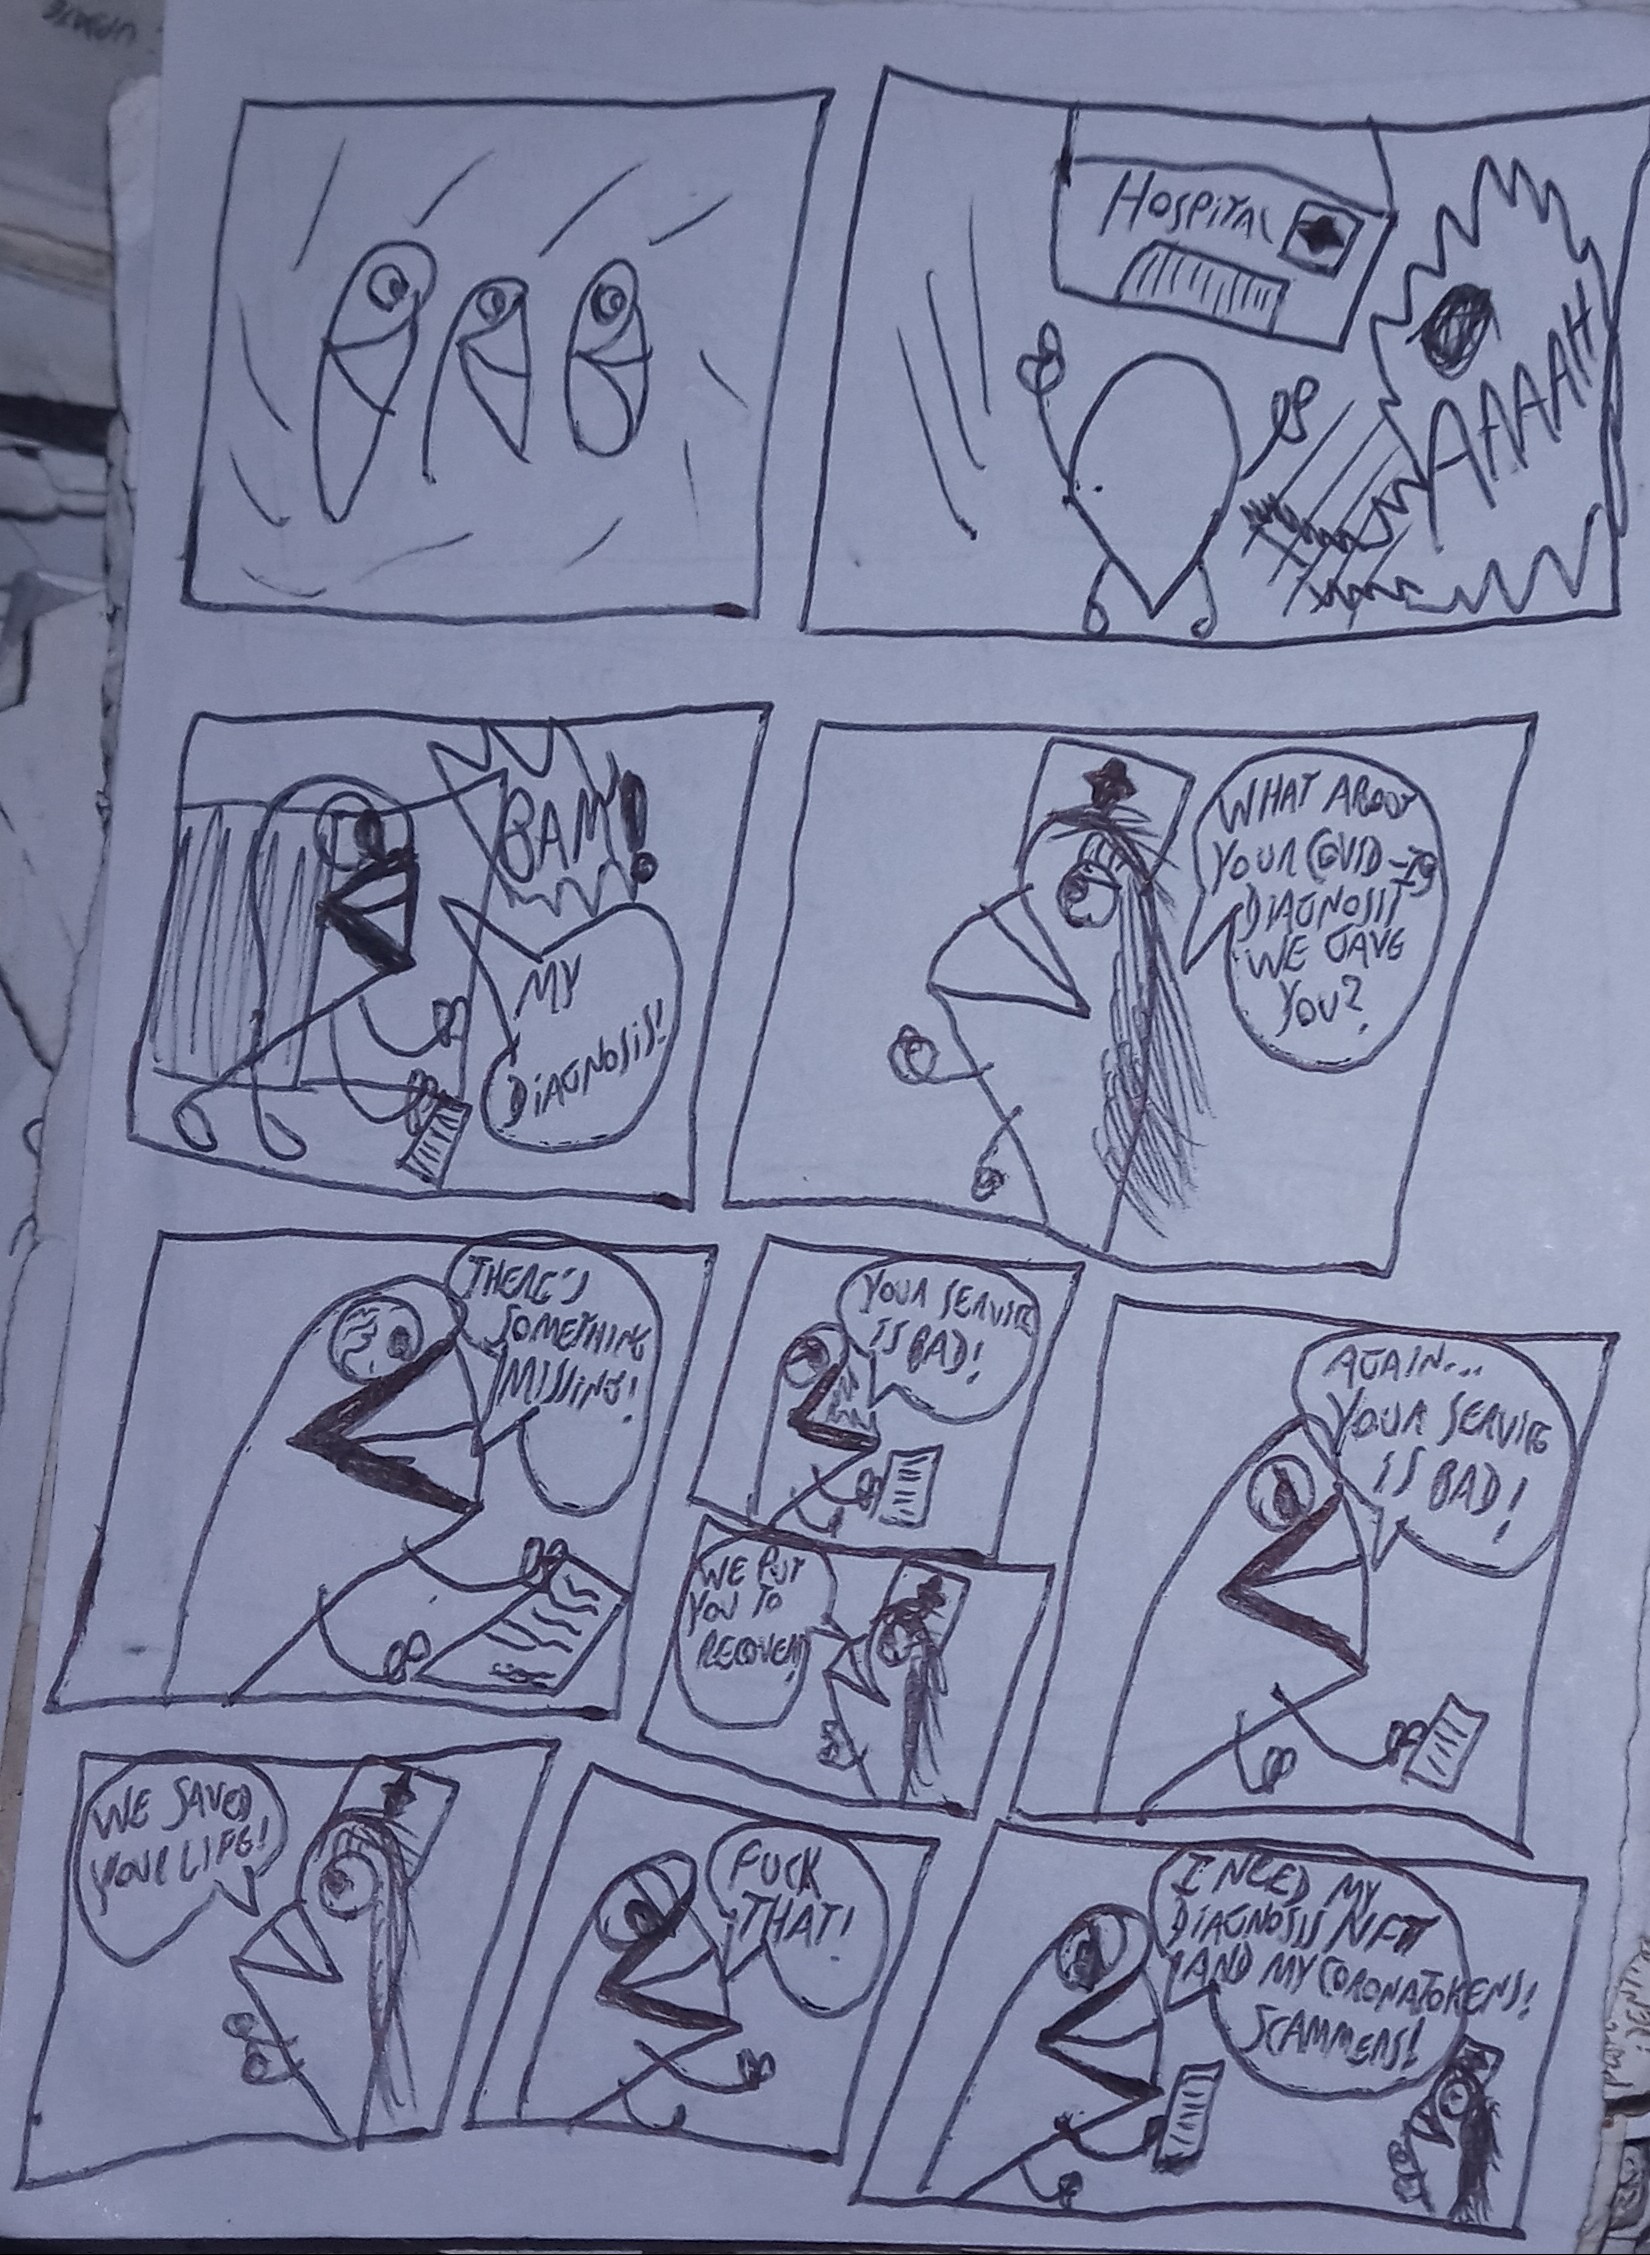 HOSPITAL
AAAAH
BAM!
MY
DIAGNOSIS!
WHAT ABOUT
YOUR COVID-19
DIAGNOSIS
WE GAVE
YOU?
THERE'S
SOMETHING
MISSING!
YOUR SERVICE
IS BAD!
WE PUT
YOU TO
RECOVERY!
AGAIN...
YOUR SERVICE
IS BAD!
WE SAVED
YOUR LIFE!
FUCK
THAT!
I NEED MY
DIAGNOSIS NFT
AND MY CORONATOKENS!
SCAMMERS!